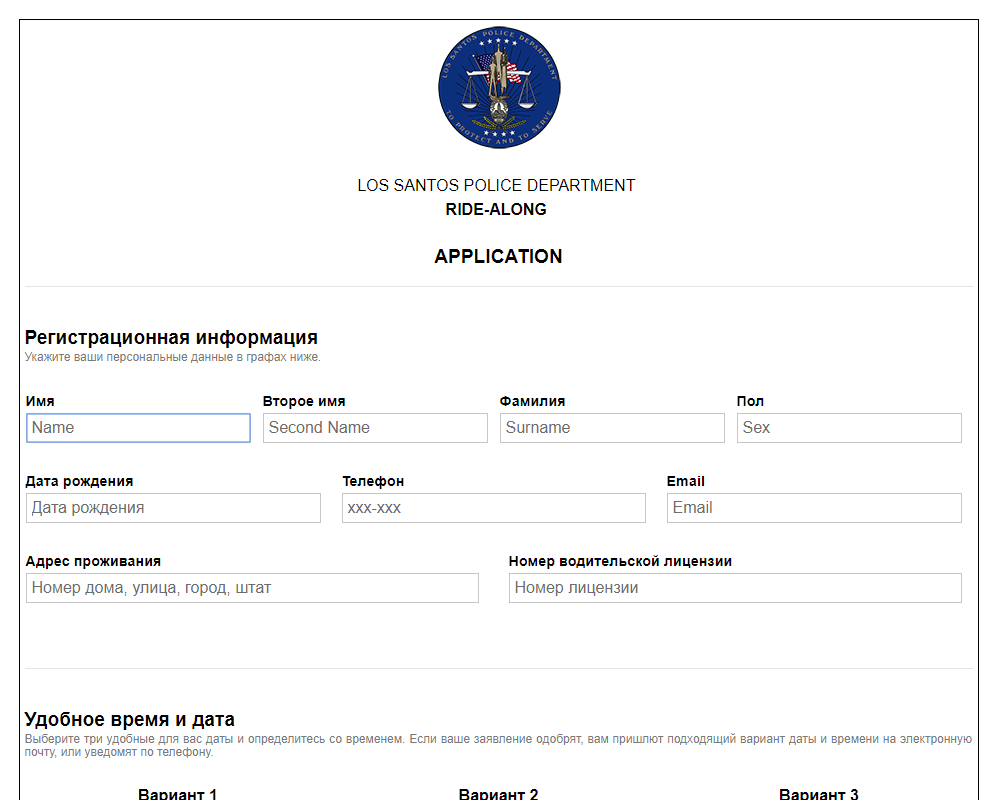 LOS SANTOS POLICE DEPARTMENT
TO PROTECT AND TO SERVE
LOS SANTOS POLICE DEPARTMENT
RIDE-ALONG
APPLICATION
Регистрационная информация
Укажите ваши персональные данные в графах ниже.
Имя Второе имя Фамилия Пол
Name Second Name Surname Sex
Дата рождения Телефон Email
Дата рождения xxx-xxx Email
Адрес проживания Номер водительской лицензии
Номер дома, улица, город, штат Номер лицензии
Удобное время и дата
Выберите три удобные для вас даты и определитесь со временем. Если ваше заявление одобрят, вам пришлют подходящий вариант даты и времени на электронную
почту, или уведомят по телефону.
Вариант 1 Вариант 2 Вариант 3